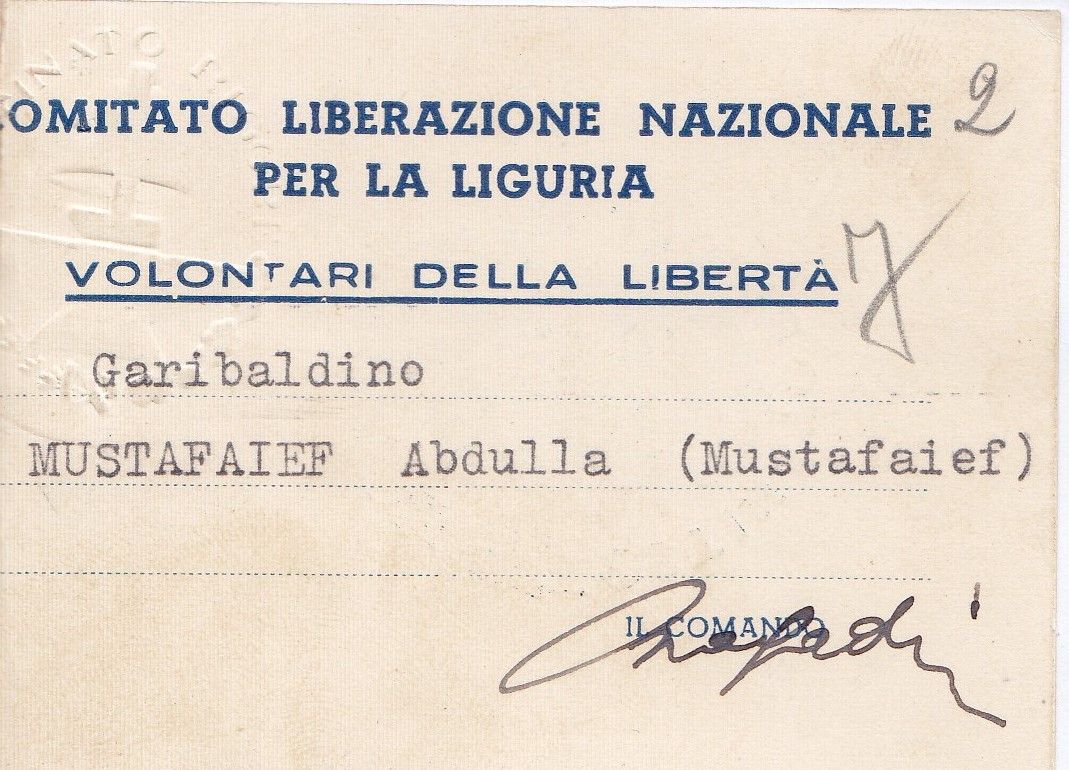 OMITATO LIBERAZIONE NAZIONALE 2
PER LA LIGURIA
VOLONTARI DELLA LIBERTÀ
Garibaldino
MUSTAFAIEF Abdulla (Mustafaief)
IL COMANDO